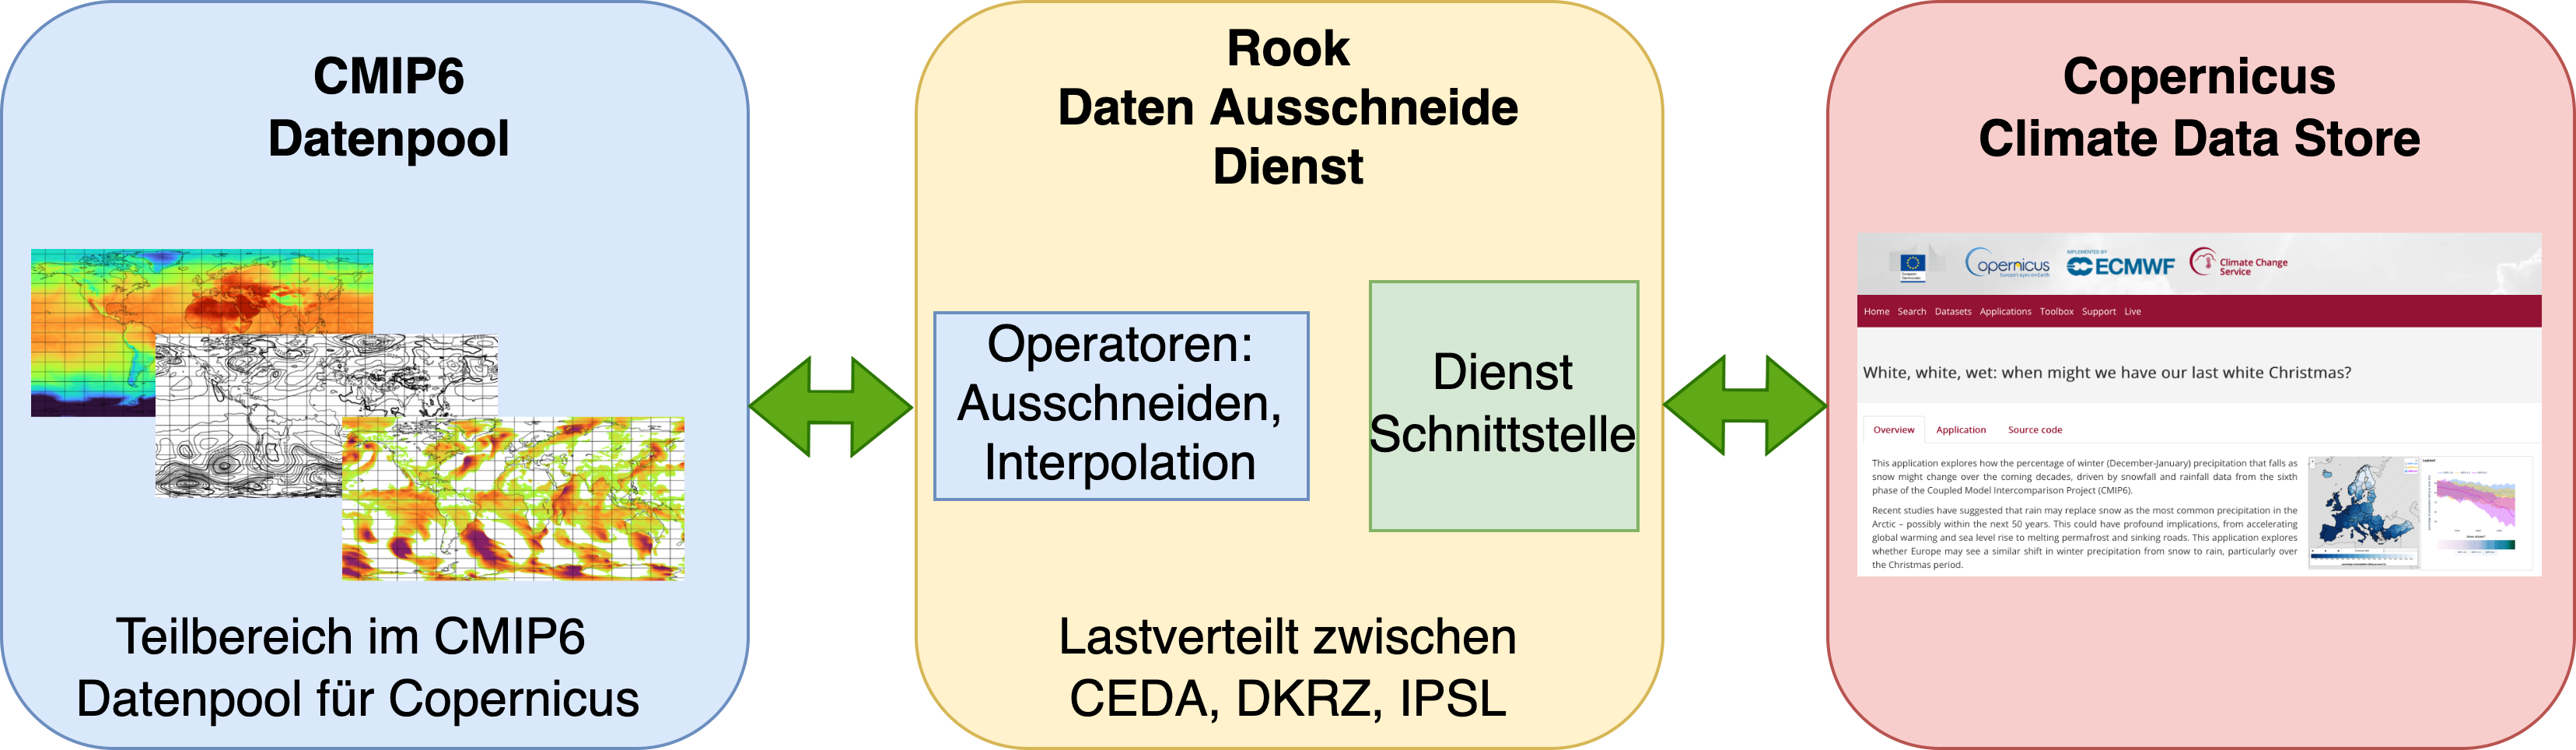 CMIP6
Datenpool
Teilbereich im CMIP6
Datenpool für Copernicus
Rook
Daten Ausschneide
Dienst
Operatoren:
Ausschneiden,
Interpolation
Dienst
Schnittstelle
Lastverteilt zwischen
CEDA, DKRZ, IPSL
Copernicus
Climate Data Store
opernicus
Europe's eyes on Earth
IMPLEMENTED BY
ECMWF
Climate Change
Service
Home Search Datasets Applications Toolbox Support Live
White, white, wet: when might we have our last white Christmas?
Overview Application Source code
This application explores how the percentage of winter (December-January) precipitation that falls as
snow might change over the coming decades, driven by snowfall and rainfall data from the sixth
phase of the Coupled Model Intercomparison Project (CMIP6).
Recent studies have suggested that rain may replace snow as the most common precipitation in the
Arctic – possibly within the next 50 years. This could have profound implications, from accelerating
global warming and sea level rise to melting permafrost and sinking roads. This application explores
whether Europe may see a similar shift in winter precipitation from snow to rain, particularly over
the Christmas period.